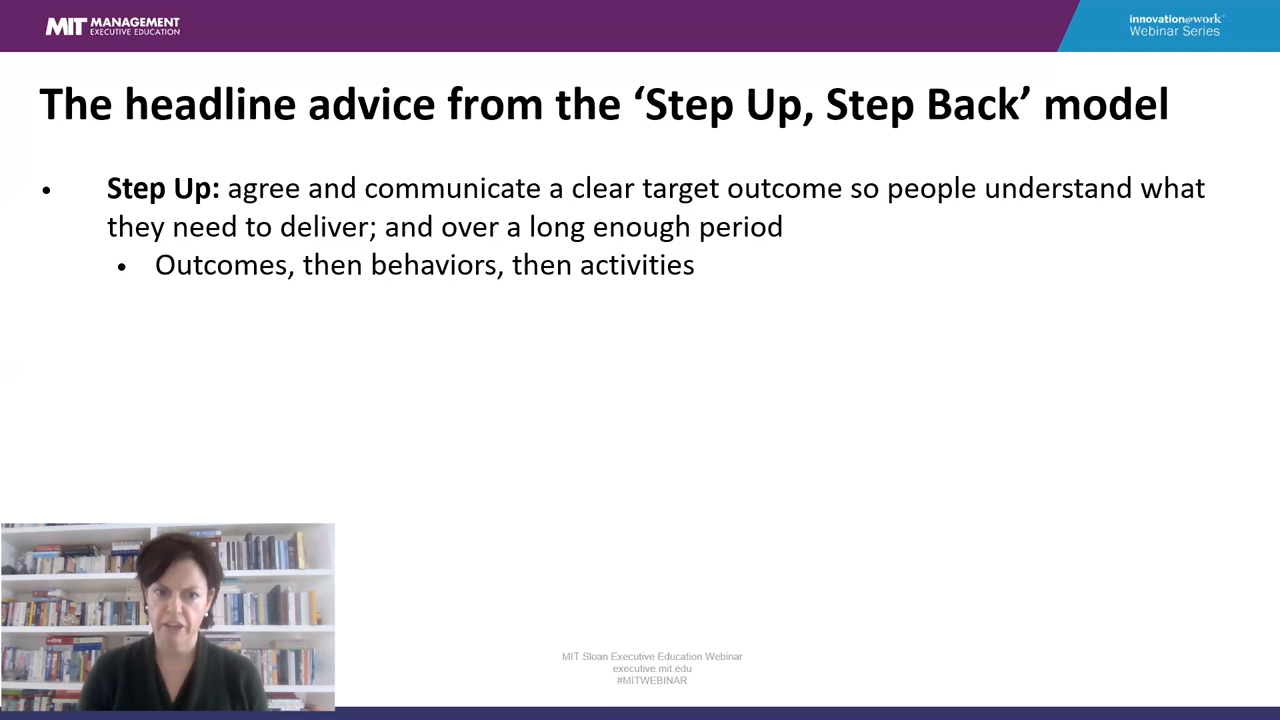 MIT MANAGEMENT
EXECUTIVE EDUCATION
innovation@work
Webinar Series
The headline advice from the ‘Step Up, Step Back’ model
• Step Up: agree and communicate a clear target outcome so people understand what
they need to deliver; and over a long enough period
• Outcomes, then behaviors, then activities
MIT Sloan Executive Education Webinar
executive.mit.edu
#MITWEBINAR